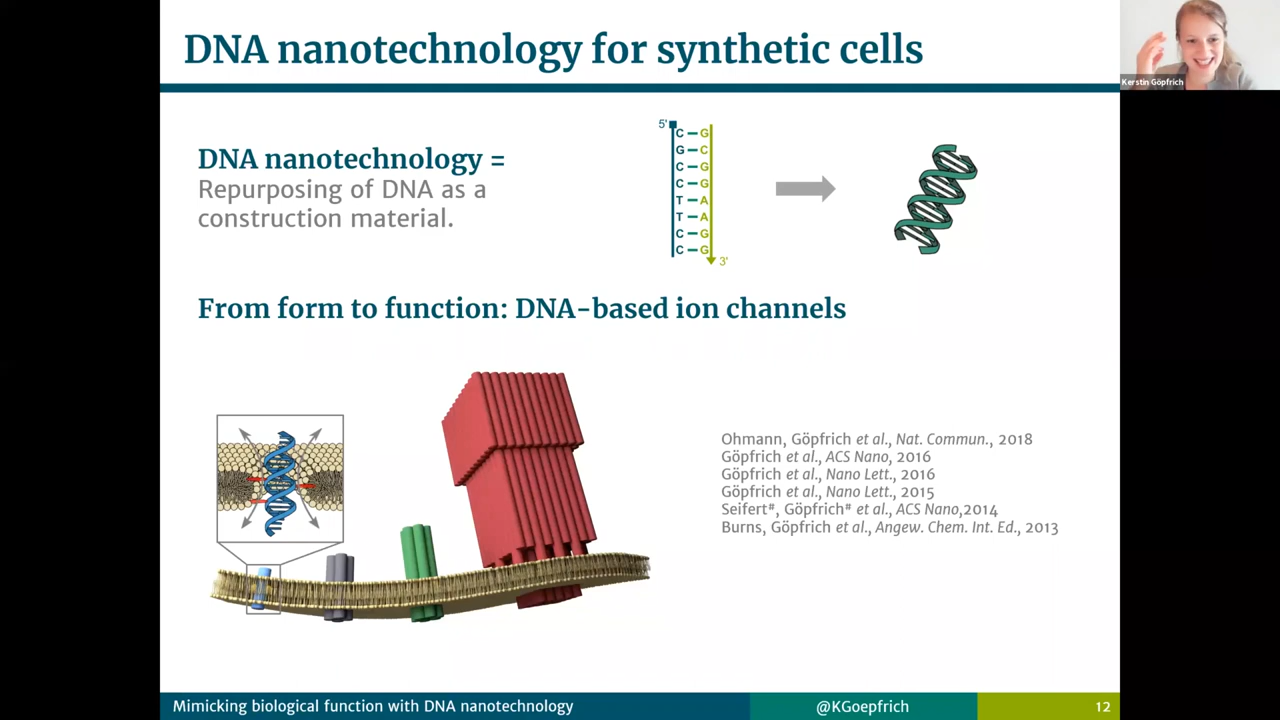 DNA nanotechnology for synthetic cells
Kerstin Göpfrich
DNA nanotechnology =
Repurposing of DNA as a
construction material.
5'
C – G
G – C
C – G
C – G
T – A
T – A
C – G
C – G
3'
From form to function: DNA-based ion channels
Ohmann, Göpfrich et al., Nat. Commun., 2018
Göpfrich et al., ACS Nano, 2016
Göpfrich et al., Nano Lett., 2016
Göpfrich et al., Nano Lett., 2015
Seifert#, Göpfrich# et al., ACS Nano,2014
Burns, Göpfrich et al., Angew. Chem. Int. Ed., 2013
Mimicking biological function with DNA nanotechnology
@KGoepfrich
12